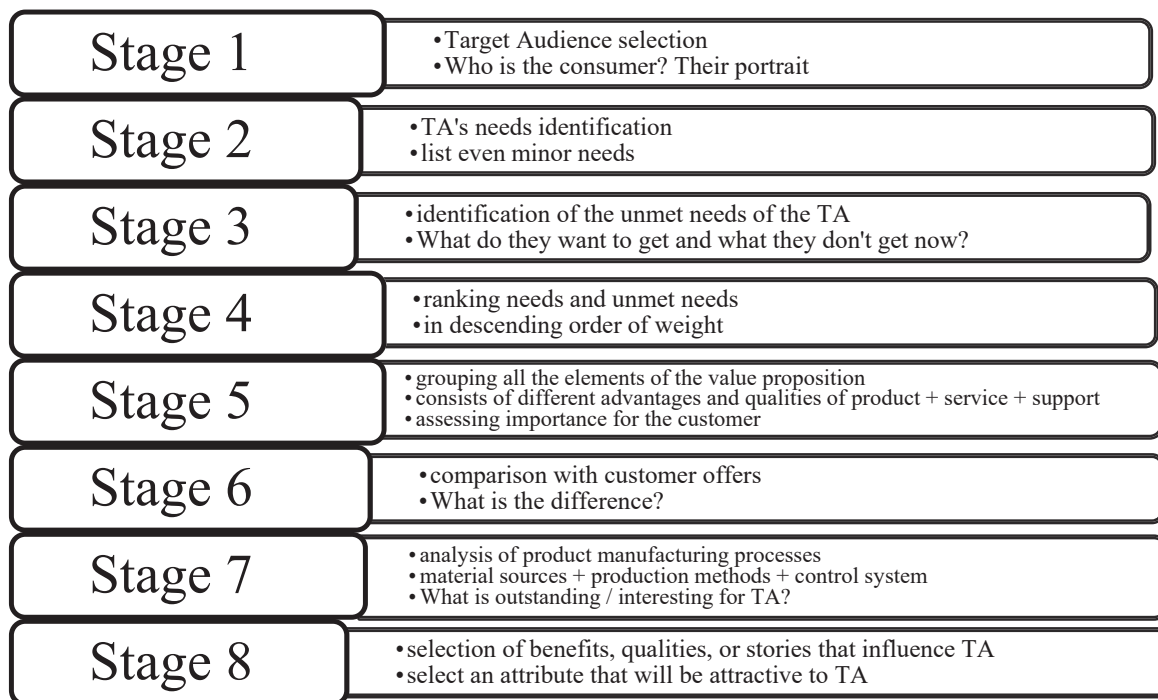 Stage 1
• Target Audience selection
• Who is the consumer? Their portrait
Stage 2
• TA's needs identification
• list even minor needs
Stage 3
• identification of the unmet needs of the TA
• What do they want to get and what they don't get now?
Stage 4
• ranking needs and unmet needs
• in descending order of weight
Stage 5
• grouping all the elements of the value proposition
• consists of different advantages and qualities of product + service + support
• assessing importance for the customer
Stage 6
• comparison with customer offers
• What is the difference?
Stage 7
• analysis of product manufacturing processes
• material sources + production methods + control system
• What is outstanding / interesting for TA?
Stage 8
• selection of benefits, qualities, or stories that influence TA
• select an attribute that will be attractive to TA